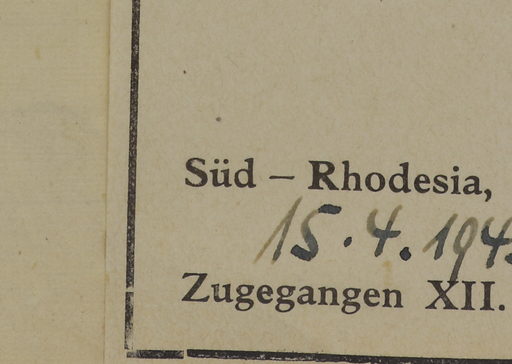 Süd – Rhodesia,
15.4.194
Zugegangen XII.